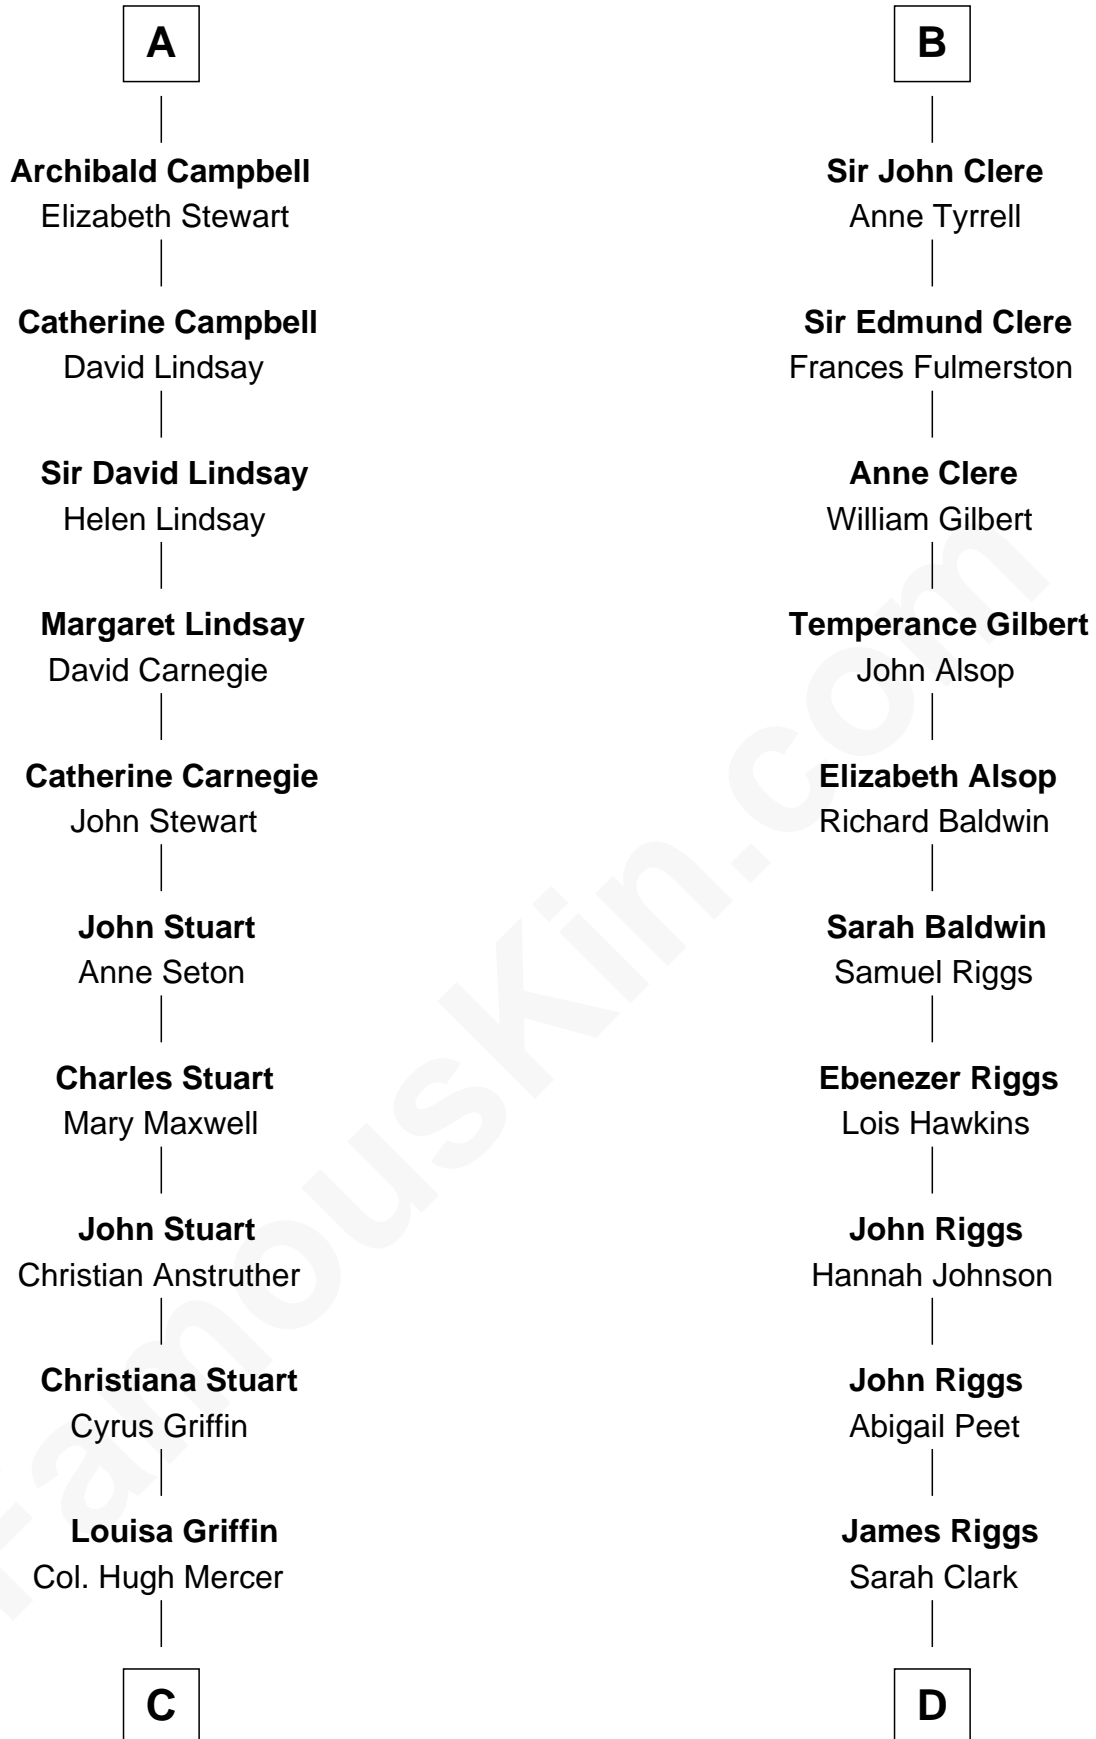 A
Archibald Campbell
Elizabeth Stewart
Catherine Campbell
David Lindsay
Sir David Lindsay
Helen Lindsay
Margaret Lindsay
David Carnegie
Catherine Carnegie
John Stewart
John Stuart
Anne Seton
Charles Stuart
Mary Maxwell
John Stuart
Christian Anstruther
Christiana Stuart
Cyrus Griffin
Louisa Griffin
Col. Hugh Mercer
C
B
Sir John Clere
Anne Tyrrell
Sir Edmund Clere
Frances Fulmerston
Anne Clere
William Gilbert
Temperance Gilbert
John Alsop
Elizabeth Alsop
Richard Baldwin
Sarah Baldwin
Samuel Riggs
Ebenezer Riggs
Lois Hawkins
John Riggs
Hannah Johnson
John Riggs
Abigail Peet
James Riggs
Sarah Clark
D
FamousKin.com